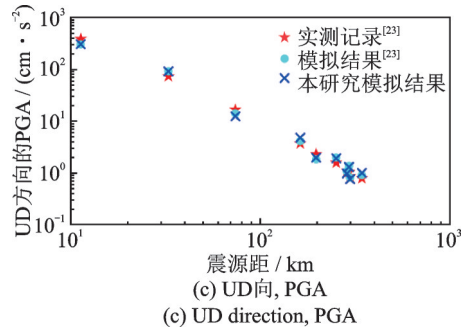 UD方向的PGA / (cm · s⁻²)
10³
10²
10¹
10⁰
10⁻¹
★ 实测记录[23]
● 模拟结果[23]
× 本研究模拟结果
10¹
10²
10³
震源距 / km
(c) UD向, PGA
(c) UD direction, PGA